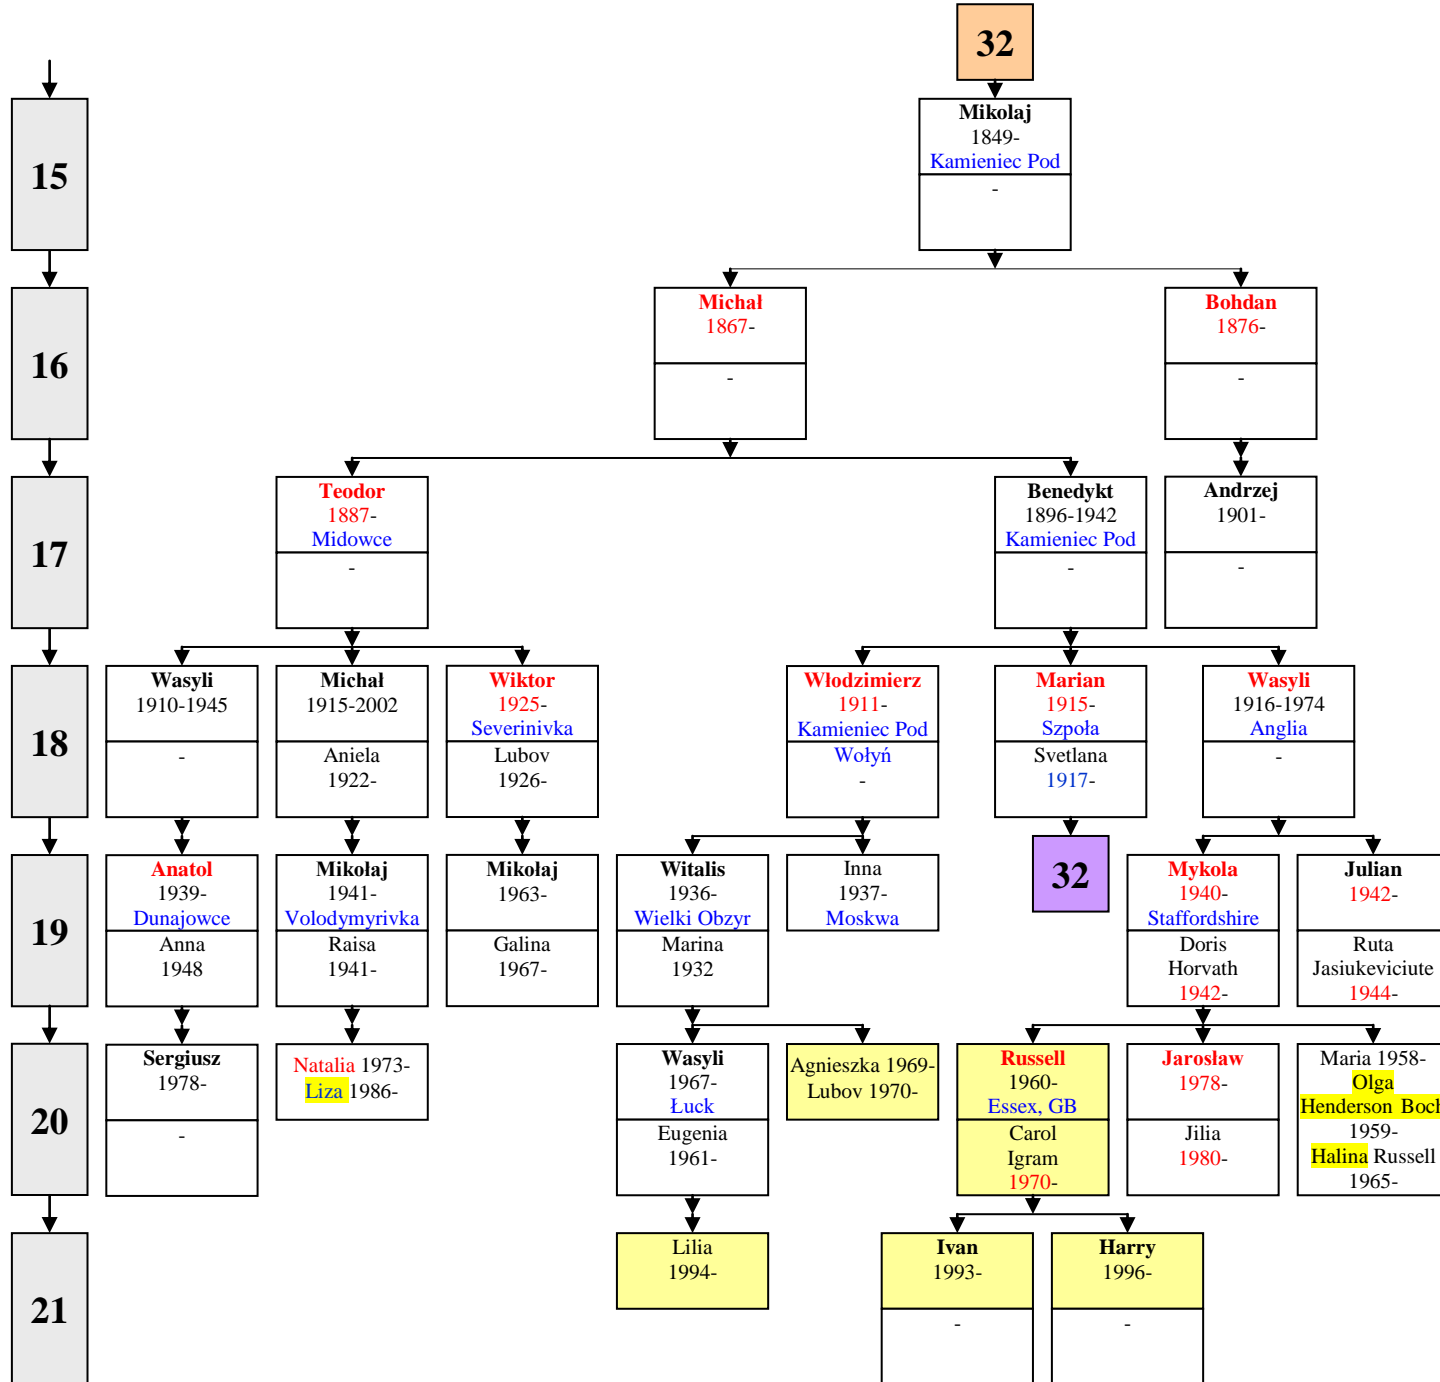 32
15
Mikolaj
1849-
Kamieniec Pod
-
16
Michał
1867-
-
Bohdan
1876-
-
17
Teodor
1887-
Midowce
-
Benedykt
1896-1942
Kamieniec Pod
-
Andrzej
1901-
-
18
Wasyli
1910-1945
-
Michał
1915-2002
Aniela
1922-
Wiktor
1925-
Severinivka
Lubov
1926-
Włodzimierz
1911-
Kamieniec Pod
Wołyń
-
Marian
1915-
Szpoła
Svetlana
1917-
Wasyli
1916-1974
Anglia
-
19
Anatol
1939-
Dunajowce
Anna
1948
Mikołaj
1941-
Volodymyrivka
Raisa
1941-
Mikołaj
1963-
Galina
1967-
Witalis
1936-
Wielki Obzyr
Marina
1932
Inna
1937-
Moskwa
32
Mykola
1940-
Staffordshire
Doris
Horvath
1942-
Julian
1942-
Ruta
Jasiukeviciute
1944-
20
Sergiusz
1978-
-
Natalia 1973-
Liza 1986-
Wasyli
1967-
Łuck
Eugenia
1961-
Agnieszka 1969-
Lubov 1970-
Russell
1960-
Essex, GB
Carol
Igram
1970-
Jarosław
1978-
Jilia
1980-
Maria 1958-
Olga
Henderson Boch
1959-
Halina Russell
1965-
21
Lilia
1994-
Ivan
1993-
-
Harry
1996-
-